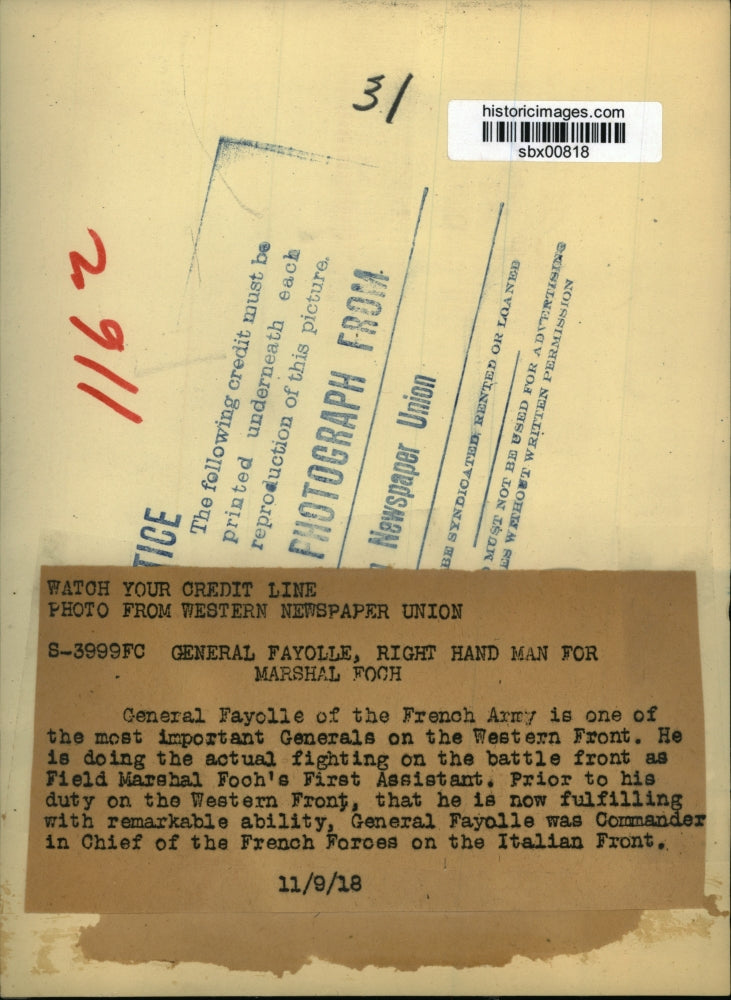 31
historicimages.com
sbx00818
1162
TICE
The following credit must be
printed underneath each
reproduction of this picture.
PHOTOGRAPH FROM
Newspaper Union
BE SYNDICATED, RENTED OR LOANED
MUST NOT BE USED FOR ADVERTISING
ES WITHOUT WRITTEN PERMISSION
WATCH YOUR CREDIT LINE
PHOTO FROM WESTERN NEWSPAPER UNION
S-3999FC GENERAL FAYOLLE, RIGHT HAND MAN FOR
MARSHAL FOCH
General Fayolle of the French Army is one of
the most important Generals on the Western Front. He
is doing the actual fighting on the battle front as
Field Marshal Foch's First Assistant. Prior to his
duty on the Western Front, that he is now fulfilling
with remarkable ability, General Fayolle was Commander
in Chief of the French Forces on the Italian Front.
11/9/18